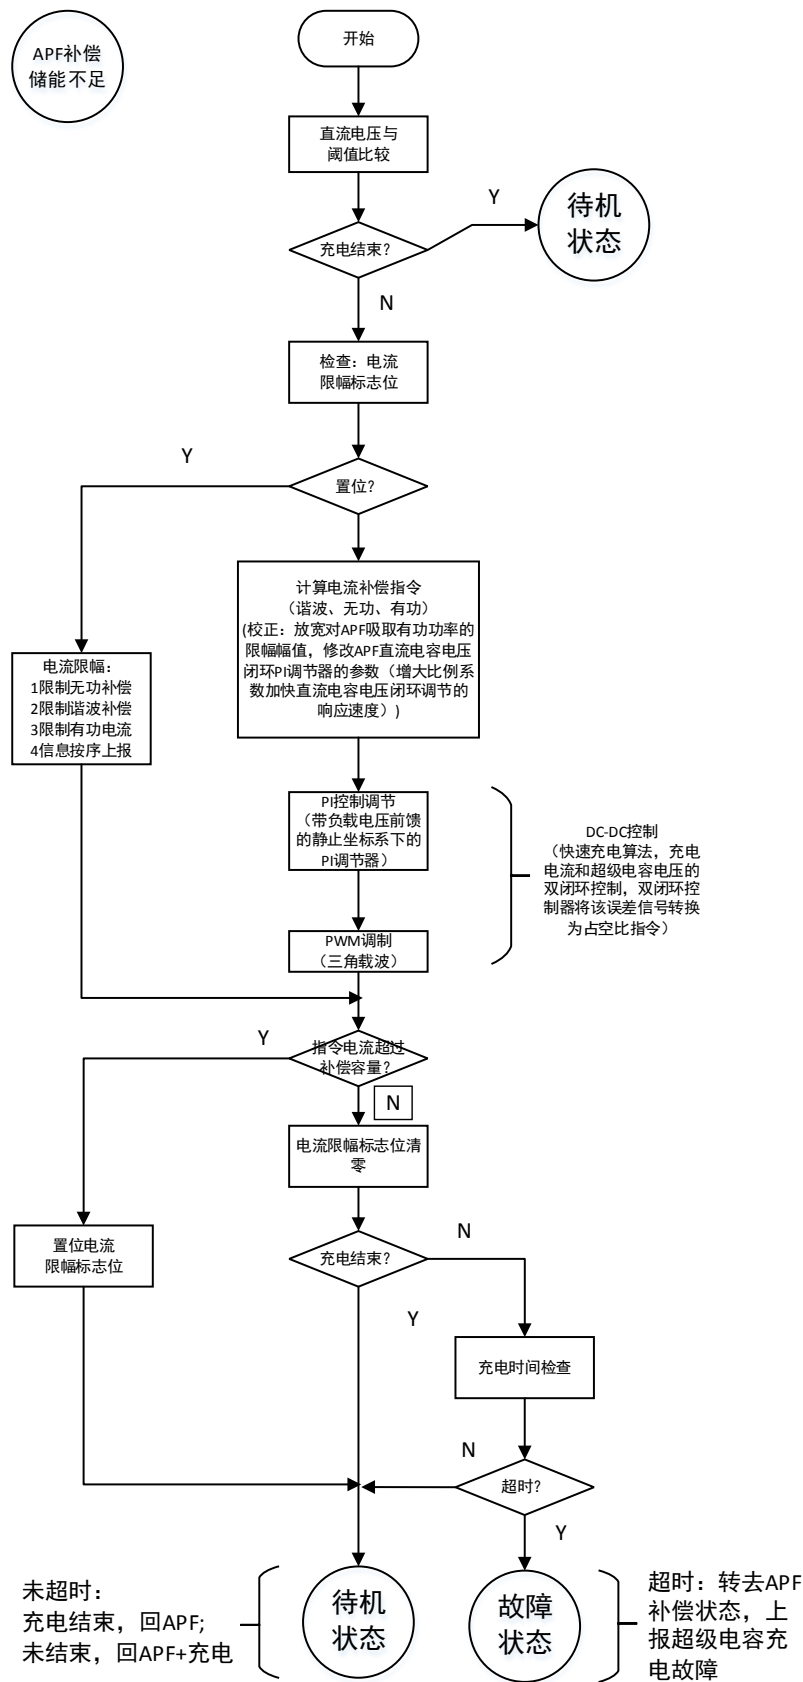 APF补偿
储能不足
开始
直流电压与
阈值比较
Y
待机
状态
充电结束？
N
检查：电流
限幅标志位
Y
置位？
计算电流补偿指令
（谐波、无功、有功）
(校正：放宽对APF吸取有功功率的
限幅幅值，修改APF直流电容电压
闭环PI调节器的参数（增大比例系
数加快直流电容电压闭环调节的
响应速度）)
电流限幅：
1限制无功补偿
2限制谐波补偿
3限制有功电流
4信息按序上报
PI控制调节
（带负载电压前馈
的静止坐标系下的
PI调节器）
DC-DC控制
（快速充电算法，充电
电流和超级电容电压的
双闭环控制，双闭环控
制器将该误差信号转换
为占空比指令）
PWM调制
（三角载波）
Y
指令电流超过
补偿容量？
N
电流限幅标志位清
零
置位电流
限幅标志位
充电结束？
N
Y
充电时间检查
N
超时？
Y
未超时：
充电结束，回APF;
未结束，回APF+充电
待机
状态
故障
状态
超时：转去APF
补偿状态，上
报超级电容充
电故障